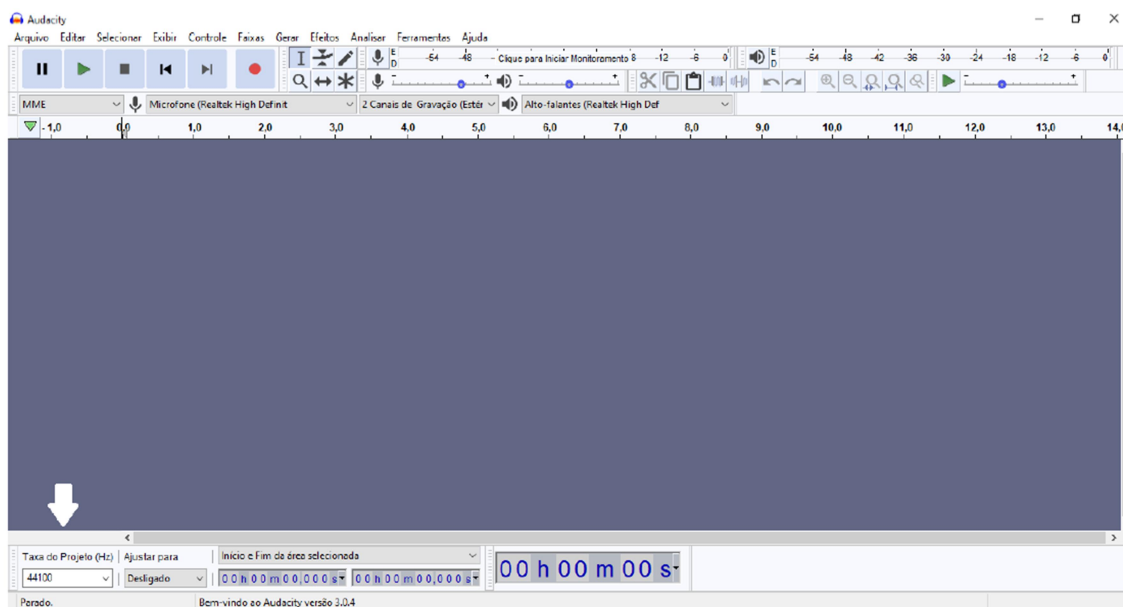 Audacity
Arquivo Editar Selecionar Exibir Controle Faixas Gerar Efeitos Analisar Ferramentas Ajuda
E D -54 -48 - Clique para Iniciar Monitoramento 8 -12 -6 0 E D -54 -48 -42 -36 -30 -24 -18 -12 -6 0
- + - + - +
MME Microfone (Realtek High Definit 2 Canais de Gravação (Estér Alto-falantes (Realtek High Def
-1,0 0,0 1,0 2,0 3,0 4,0 5,0 6,0 7,0 8,0 9,0 10,0 11,0 12,0 13,0 14,
Taxa do Projeto (Hz) Ajustar para Início e Fim da área selecionada
44100 Desligado 00 h 00 m 00,000 s 00 h 00 m 00,000 s 00 h 00 m 00 s
Parado. Bem-vindo ao Audacity versão 3.0.4